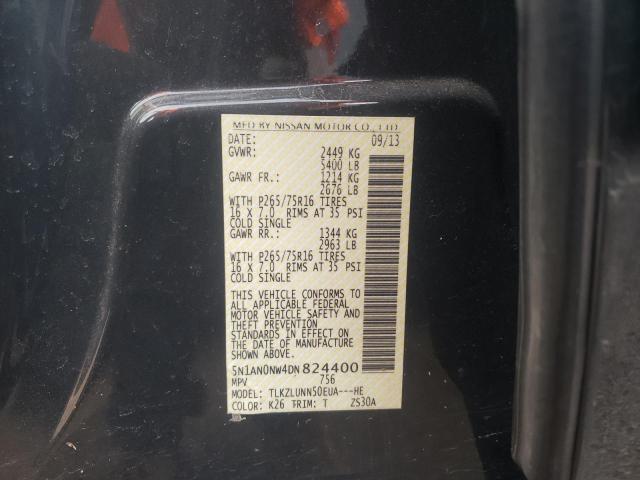 MFD BY NISSAN MOTOR CO., LTD.
DATE: 09/13
GVWR: 2449 KG
5400 LB
GAWR FR.: 1214 KG
2676 LB
WITH P265/75R16 TIRES
16 X 7.0 RIMS AT 35 PSI
COLD SINGLE
GAWR RR.: 1344 KG
2963 LB
WITH P265/75R16 TIRES
16 X 7.0 RIMS AT 35 PSI
COLD SINGLE
THIS VEHICLE CONFORMS TO
ALL APPLICABLE FEDERAL
MOTOR VEHICLE SAFETY AND
THEFT PREVENTION
STANDARDS IN EFFECT ON
THE DATE OF MANUFACTURE
SHOWN ABOVE.
5N1AN0NW4DN824400
MPV 756
MODEL: TLKZLUNN50EUA---HE
COLOR: K26 TRIM: T ZS30A